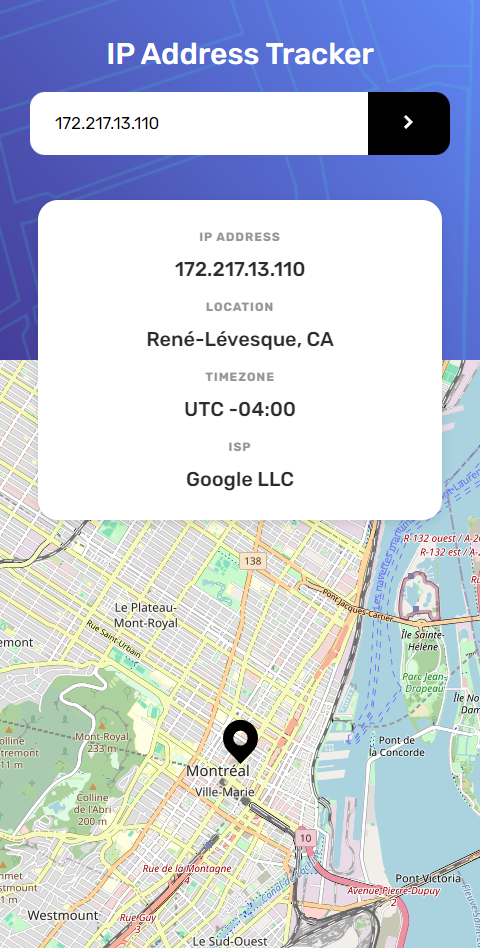 IP Address Tracker
172.217.13.110
IP ADDRESS
172.217.13.110
LOCATION
René-Lévesque, CA
TIMEZONE
UTC -04:00
ISP
Google LLC
R-132 ouest / A-2
R-132 est / A-2
138
Pont Jacques-Cartier
Le Plateau-
Mont-Royal
Rue Saint-Urbain
Île Sainte-
Hélène
Parc Jean-
Drapeau
Île No
Dam
Mont-Royal
233 m
Pont de
la Concorde
Montréal
Ville-Marie
Colline
de l'Abri
200 m
10
Rue de la Montagne
Pont Victoria
Avenue Pierre-Dupuy
2
Westmount
Rue Guy
3
4
Le Sud-Ouest